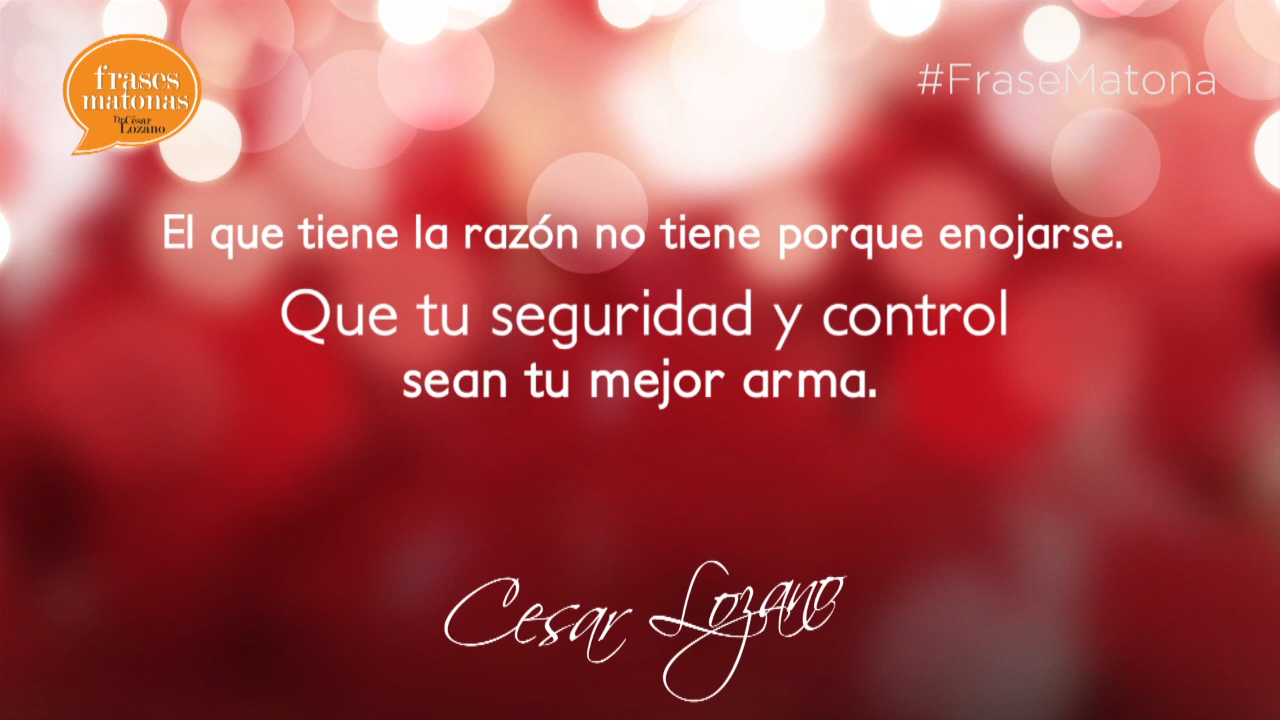 frases
matonas
Dr. César
Lozano
#FraseMatona
El que tiene la razón no tiene porque enojarse.
Que tu seguridad y control
sean tu mejor arma.
Cesar Lozano